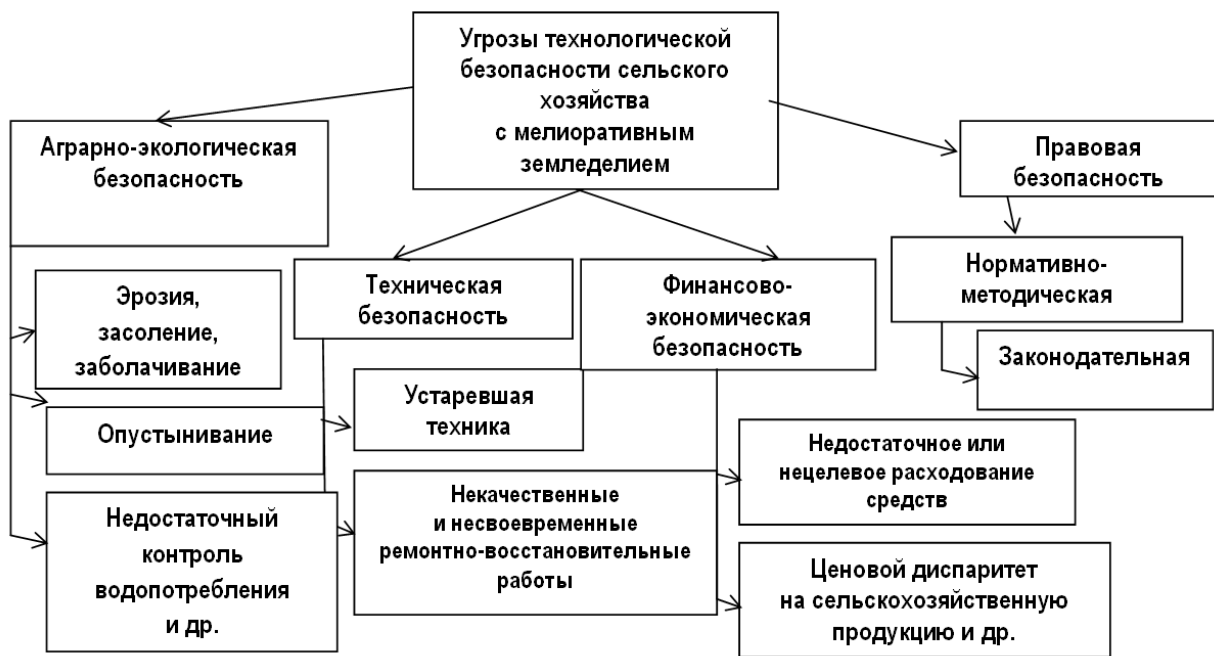 Угрозы технологической
безопасности сельского
хозяйства
с мелиоративным
земледелием
Аграрно-экологическая
безопасность
Правовая
безопасность
Техническая
безопасность
Финансово-
экономическая
безопасность
Нормативно-
методическая
Эрозия,
засоление,
заболачивание
Законодательная
Опустынивание
Устаревшая
техника
Недостаточное или
нецелевое расходование
средств
Недостаточный
контроль
водопотребления
и др.
Некачественные
и несвоевременные
ремонтно-восстановительные
работы
Ценовой диспаритет
на сельскохозяйственную
продукцию и др.